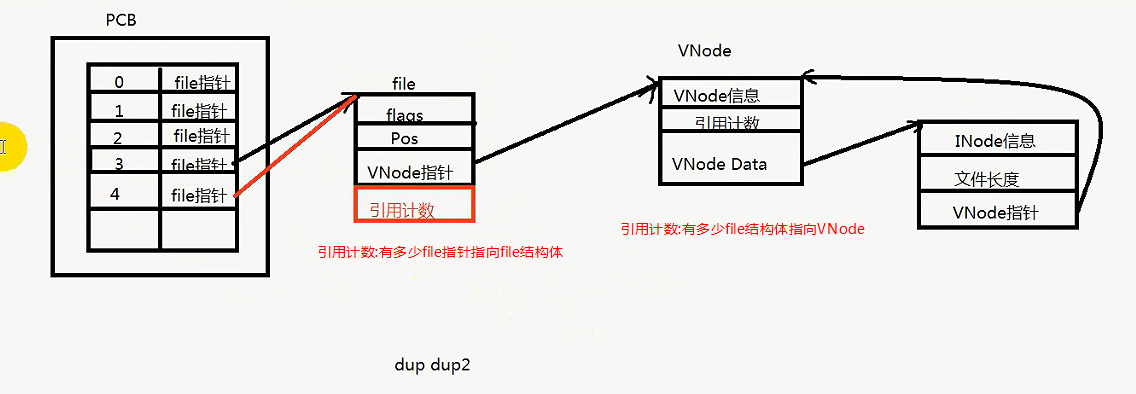 PCB
0 file指针
1 file指针
2 file指针
3 file指针
4 file指针
file
flags
Pos
VNode指针
引用计数
引用计数:有多少file指针指向file结构体
VNode
VNode信息
引用计数
VNode Data
引用计数:有多少file结构体指向VNode
INode信息
文件长度
VNode指针
dup dup2